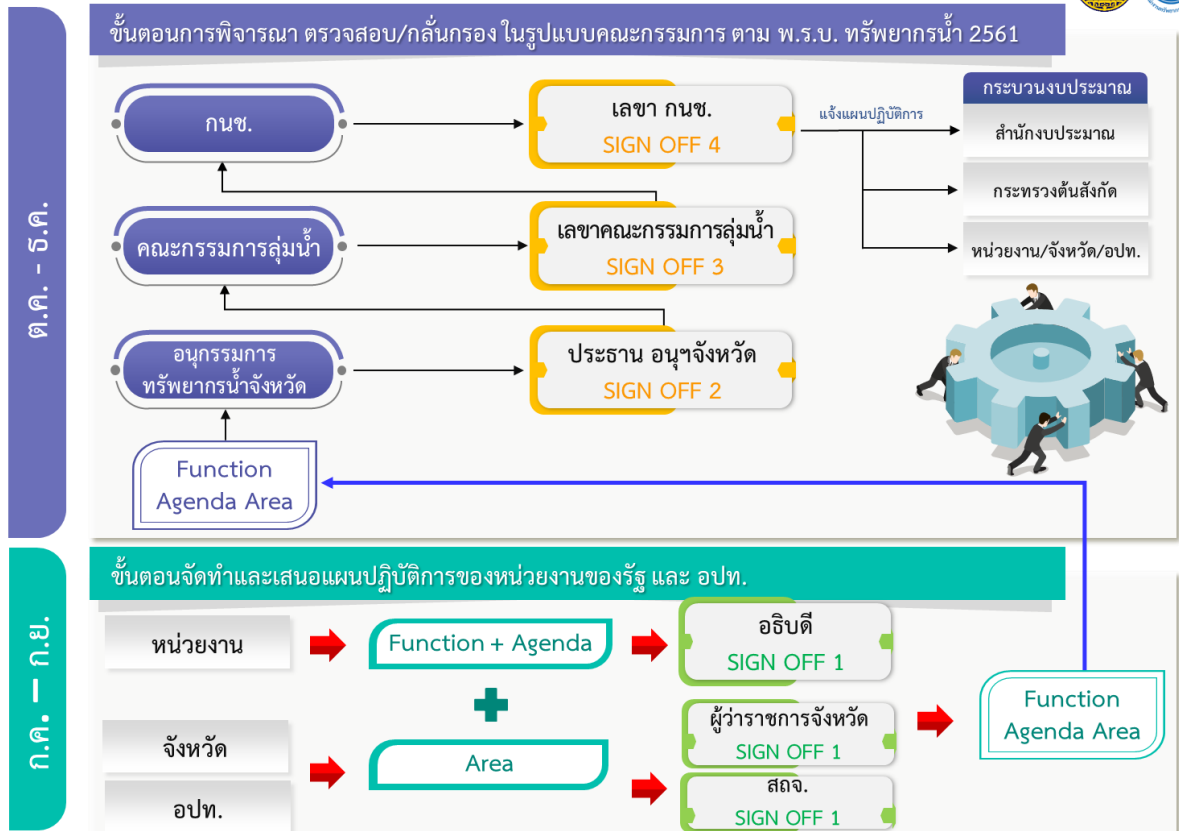 ขั้นตอนการพิจารณา ตรวจสอบ/กลั่นกรอง ในรูปแบบคณะกรรมการ ตาม พ.ร.บ. ทรัพยากรน้ำ 2561
ต.ค. - ธ.ค.
กนช.
เลขา กนช.
SIGN OFF 4
แจ้งแผนปฏิบัติการ
กระบวนงบประมาณ
สำนักงบประมาณ
กระทรวงต้นสังกัด
หน่วยงาน/จังหวัด/อปท.
คณะกรรมการลุ่มน้ำ
เลขาคณะกรรมการลุ่มน้ำ
SIGN OFF 3
อนุกรรมการ
ทรัพยากรน้ำจังหวัด
ประธาน อนุฯจังหวัด
SIGN OFF 2
Function
Agenda Area
ขั้นตอนจัดทำและเสนอแผนปฏิบัติการของหน่วยงานของรัฐ และ อปท.
ก.ค. – ก.ย.
หน่วยงาน
Function + Agenda
อธิบดี
SIGN OFF 1
จังหวัด
อปท.
Area
ผู้ว่าราชการจังหวัด
SIGN OFF 1
สถจ.
SIGN OFF 1
Function
Agenda Area